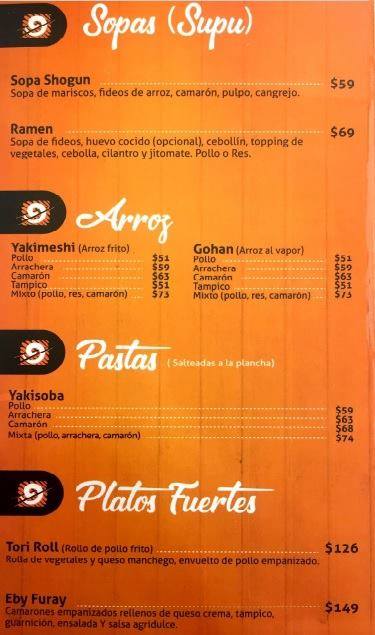 Sopas (Supu)
Sopa Shogun $59
Sopa de mariscos, fideos de arroz, camarón, pulpo, cangrejo.
Ramen $69
Sopa de fideos, huevo cocido (opcional), cebollín, topping de
vegetales, cebolla, cilantro y jitomate. Pollo o Res.
Arroz
Yakimeshi (Arroz frito)
Pollo $51
Arrachera $59
Camarón $63
Tampico $51
Mixto (pollo, res, camarón) $73
Gohan (Arroz al vapor)
Pollo $51
Arrachera $59
Camarón $63
Tampico $51
Mixto (pollo, res, camarón) $73
Pastas (Salteadas a la plancha)
Yakisoba
Pollo $59
Arrachera $63
Camarón $68
Mixta (pollo, arrachera, camarón) $74
Platos Fuertes
Tori Roll (Rollo de pollo frito) $126
Rolla de vegetales y queso manchego, envuelto de pollo empanizado.
Eby Furay $149
Camarones empanizados rellenos de queso crema, tampico,
guarnición, ensalada Y salsa agridulce.